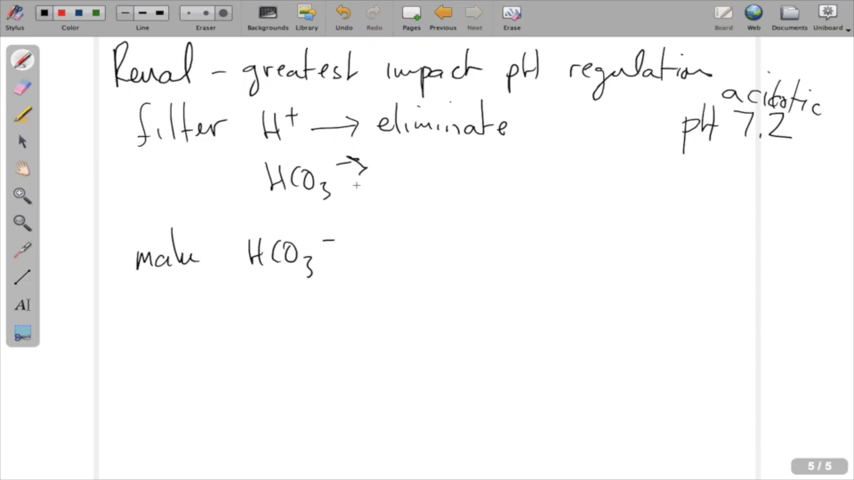 Stylus Color Line Eraser Backgrounds Library Undo Pages Previous Next Erase Board Web Documents Uniboard
Renal – greatest impact pH regulation
acidotic
filter H+ → eliminate pH 7.2
HCO3 →
make HCO3 –
5 / 5